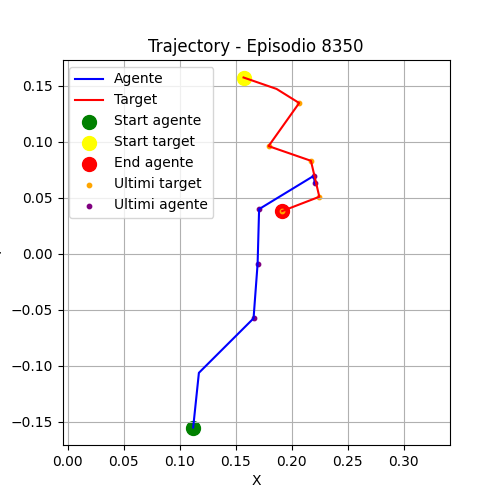 Trajectory - Episodio 8350
Agente
Target
Start agente
Start target
End agente
Ultimi target
Ultimi agente
0.15
0.10
0.05
0.00
−0.05
−0.10
−0.15
0.00 0.05 0.10 0.15 0.20 0.25 0.30
X